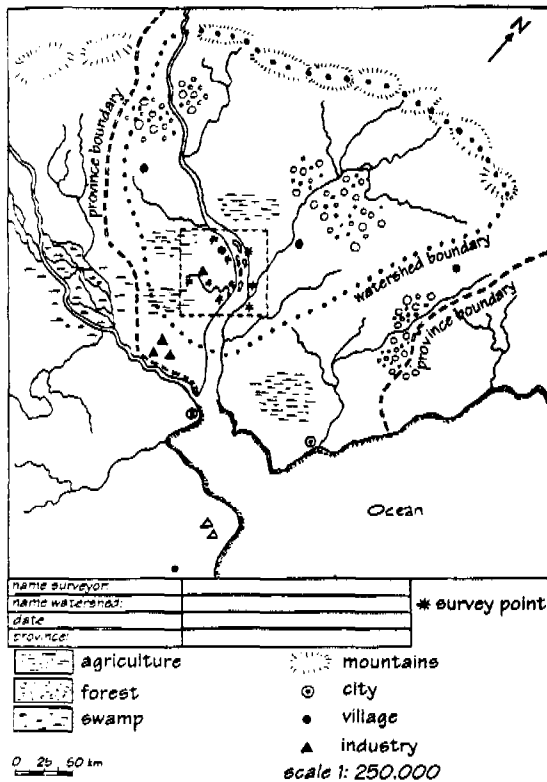 N
province boundary
watershed boundary
province boundary
Ocean
name surveyor:
name watershed:
date
province:
* survey point
agriculture
forest
swamp
mountains
city
village
industry
0 25 50 km
scale 1: 250.000